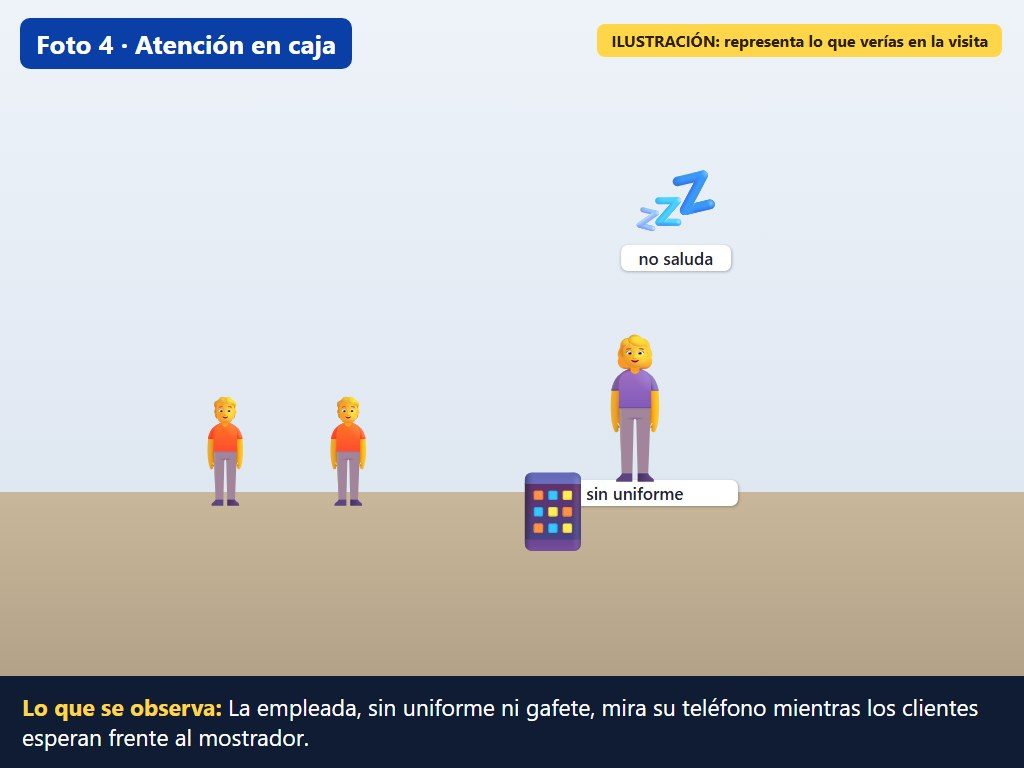 Foto 4 · Atención en caja
ILUSTRACIÓN: representa lo que verías en la visita
no saluda
sin uniforme
Lo que se observa: La empleada, sin uniforme ni gafete, mira su teléfono mientras los clientes
esperan frente al mostrador.